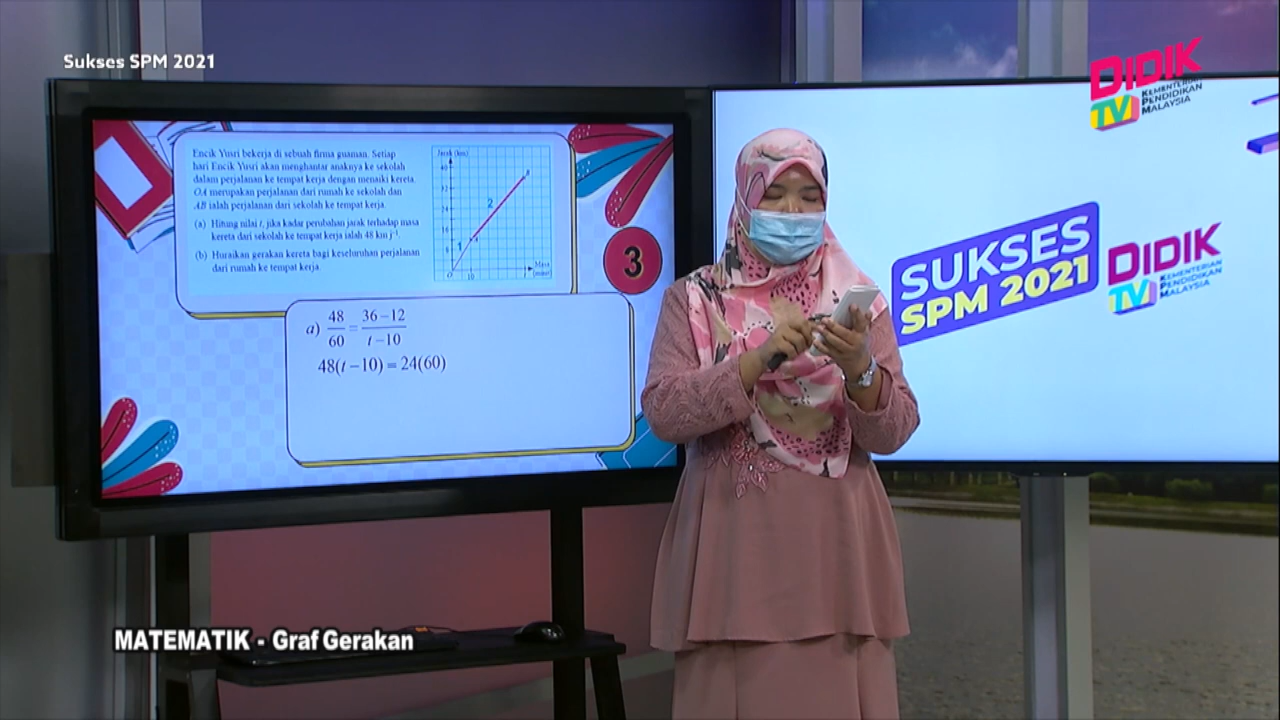 Sukses SPM 2021
DIDIK
TV
KEMENTERIAN
PENDIDIKAN
MALAYSIA
Encik Yusri bekerja di sebuah firma guaman. Setiap
hari Encik Yusri akan menghantar anaknya ke sekolah
dalam perjalanan ke tempat kerja dengan menaiki kereta.
OA merupakan perjalanan dari rumah ke sekolah dan
AB ialah perjalanan dari sekolah ke tempat kerja.
(a) Hitung nilai t, jika kadar perubahan jarak terhadap masa
kereta dari sekolah ke tempat kerja ialah 48 km j⁻¹.
(b) Huraikan gerakan kereta bagi keseluruhan perjalanan
dari rumah ke tempat kerja
Jarak (km)
2
1
10
Masa
(minit)
3
a) 48/60 = 36−12/t−10
48(t−10) = 24(60)
SUKSES
SPM 2021
DIDIK
TV
KEMENTERIAN
PENDIDIKAN
MALAYSIA
MATEMATIK - Graf Gerakan